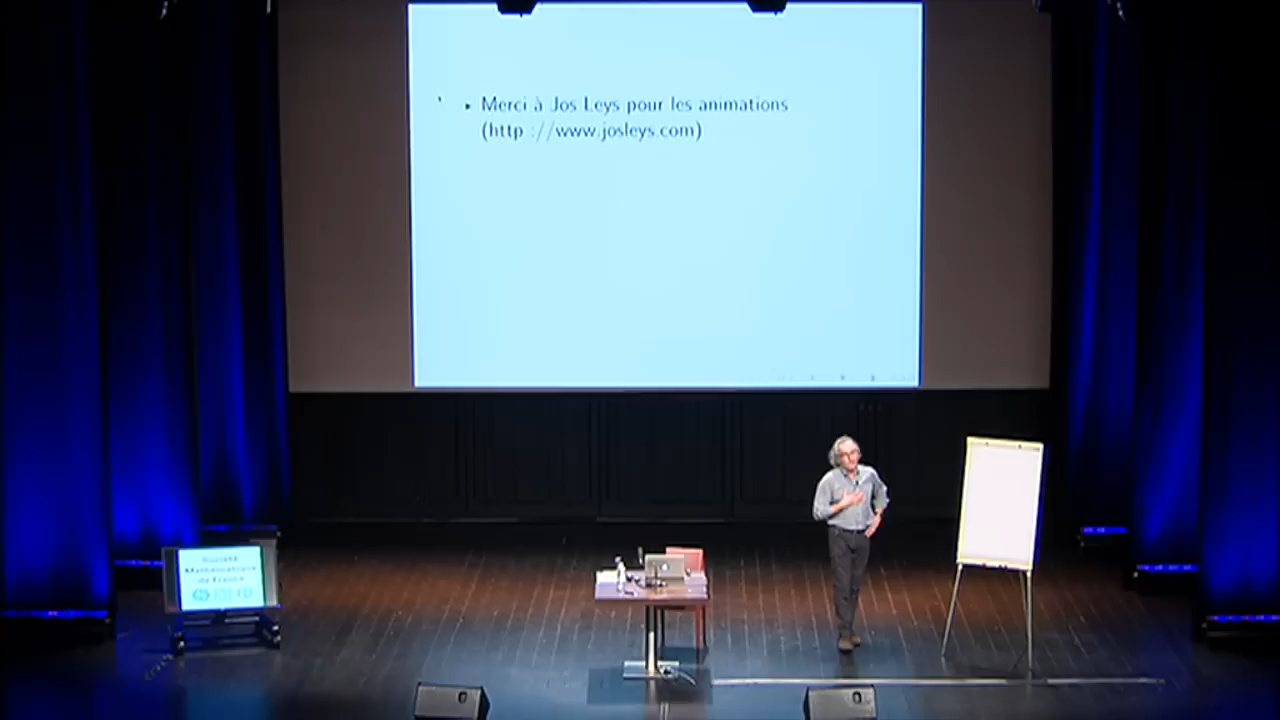 Merci à Jos Leys pour les animations
(http ://www.josleys.com)
Société
Mathématique
de France